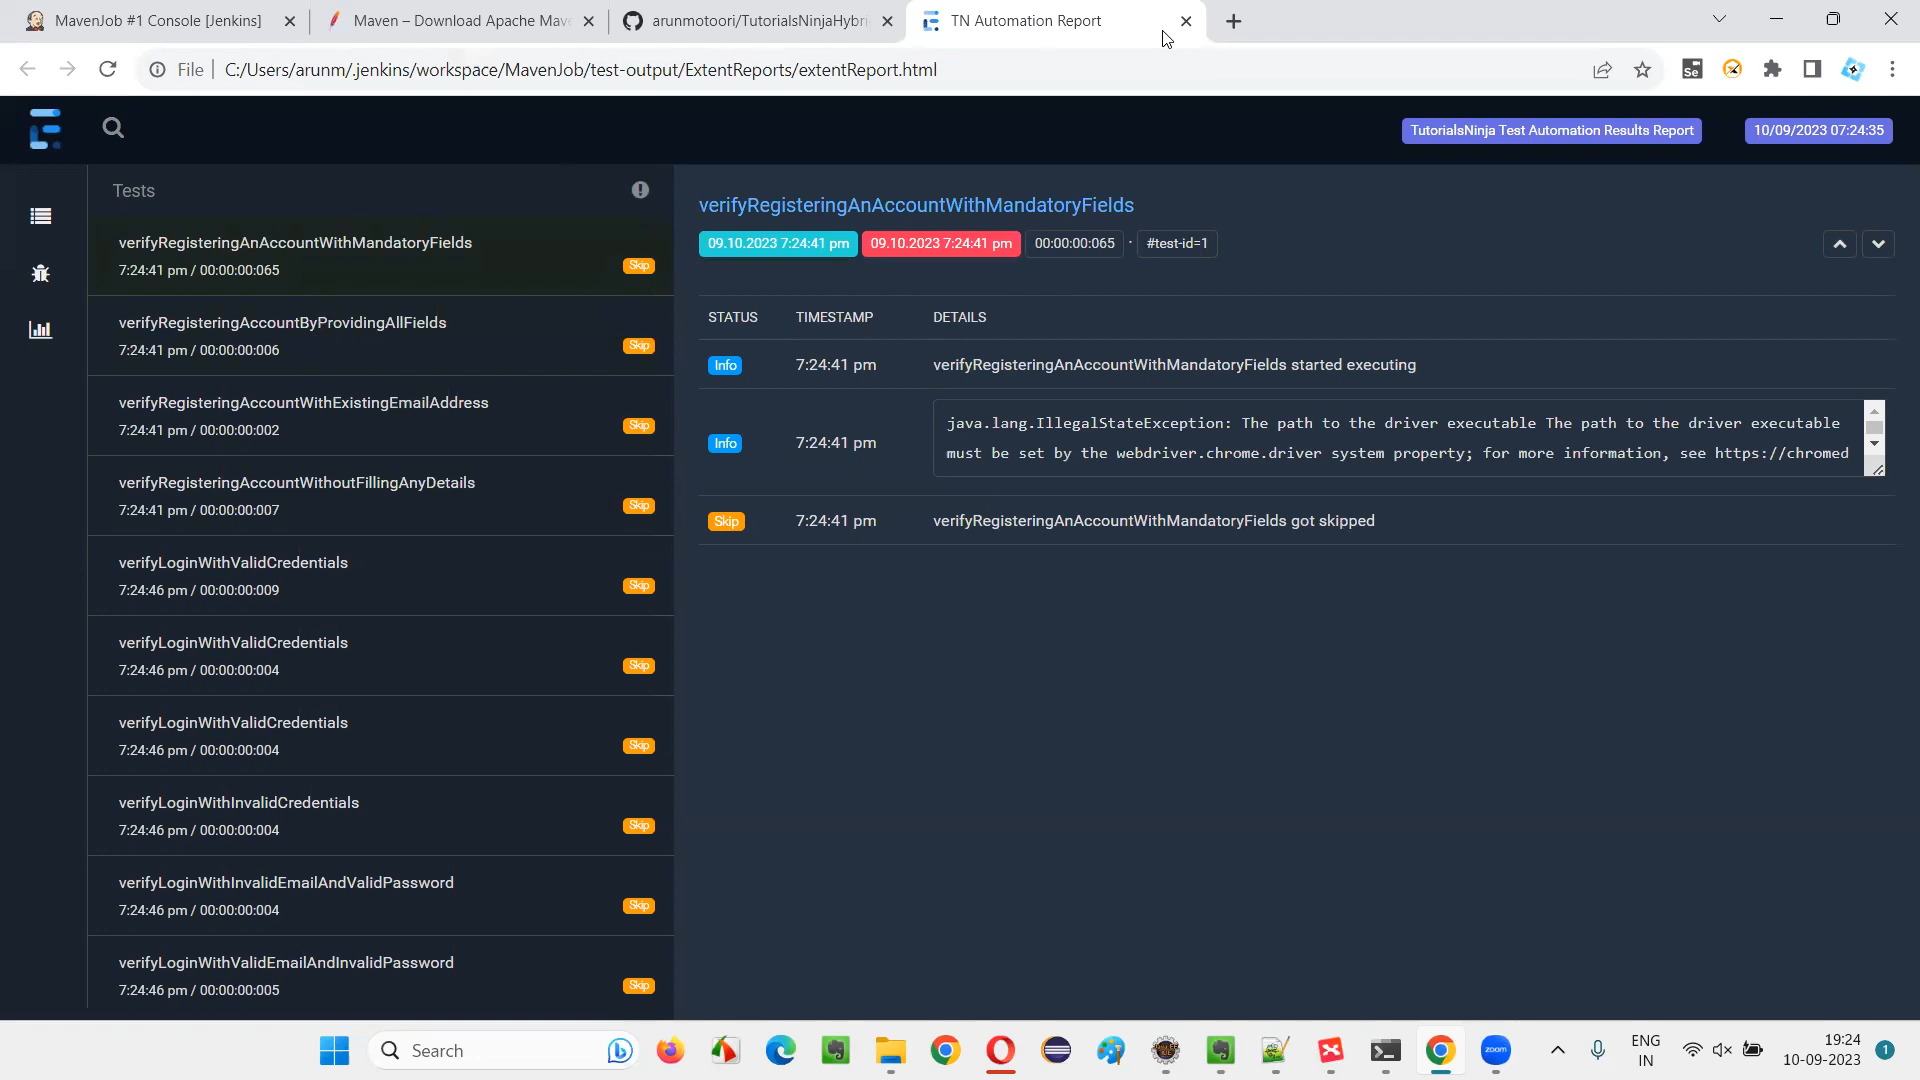 MavenJob #1 Console [Jenkins]
Maven – Download Apache Mav
arunmotoori/TutorialsNinjaHybri
TN Automation Report
File
C:/Users/arunm/.jenkins/workspace/MavenJob/test-output/ExtentReports/extentReport.html
TutorialsNinja Test Automation Results Report
10/09/2023 07:24:35
Tests
verifyRegisteringAnAccountWithMandatoryFields
7:24:41 pm / 00:00:00:065
Skip
verifyRegisteringAccountByProvidingAllFields
7:24:41 pm / 00:00:00:006
Skip
verifyRegisteringAccountWithExistingEmailAddress
7:24:41 pm / 00:00:00:002
Skip
verifyRegisteringAccountWithoutFillingAnyDetails
7:24:41 pm / 00:00:00:007
Skip
verifyLoginWithValidCredentials
7:24:46 pm / 00:00:00:009
Skip
verifyLoginWithValidCredentials
7:24:46 pm / 00:00:00:004
Skip
verifyLoginWithValidCredentials
7:24:46 pm / 00:00:00:004
Skip
verifyLoginWithInvalidCredentials
7:24:46 pm / 00:00:00:004
Skip
verifyLoginWithInvalidEmailAndValidPassword
7:24:46 pm / 00:00:00:004
Skip
verifyLoginWithValidEmailAndInvalidPassword
7:24:46 pm / 00:00:00:005
Skip
verifyRegisteringAnAccountWithMandatoryFields
09.10.2023 7:24:41 pm 09.10.2023 7:24:41 pm 00:00:00:065 · #test-id=1
STATUS TIMESTAMP DETAILS
Info 7:24:41 pm verifyRegisteringAnAccountWithMandatoryFields started executing
Info 7:24:41 pm
java.lang.IllegalStateException: The path to the driver executable The path to the driver executable
must be set by the webdriver.chrome.driver system property; for more information, see https://chromed
Skip 7:24:41 pm verifyRegisteringAnAccountWithMandatoryFields got skipped
Search
zoom
ENG
IN
19:24
10-09-2023
1